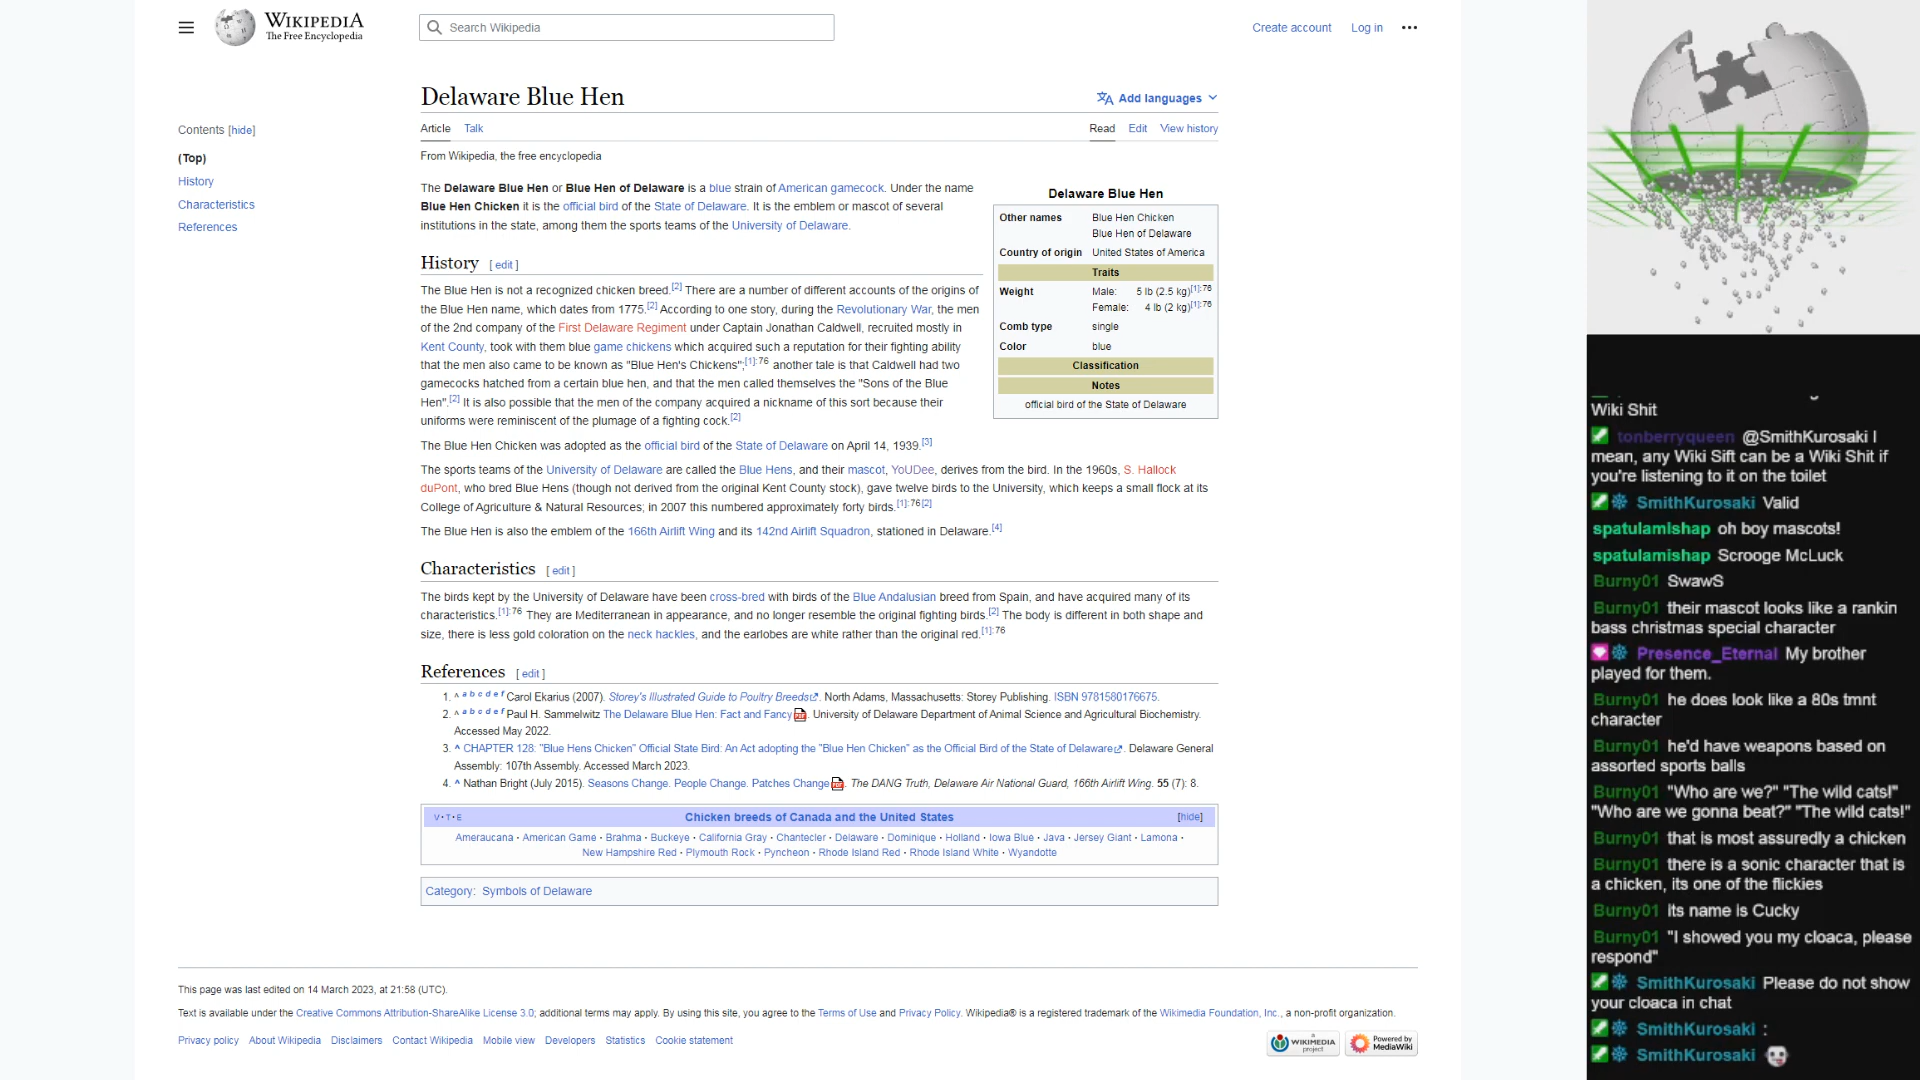 WIKIPEDIA
The Free Encyclopedia
Search Wikipedia
Create account
Log in
Contents [hide]
(Top)
History
Characteristics
References
Delaware Blue Hen
Add languages
Article Talk
Read Edit View history
From Wikipedia, the free encyclopedia
The Delaware Blue Hen or Blue Hen of Delaware is a blue strain of American gamecock. Under the name
Blue Hen Chicken it is the official bird of the State of Delaware. It is the emblem or mascot of several
institutions in the state, among them the sports teams of the University of Delaware.
Delaware Blue Hen
Other names Blue Hen Chicken
Blue Hen of Delaware
Country of origin United States of America
Traits
Weight Male: 5 lb (2.5 kg)[1]:76
Female: 4 lb (2 kg)[1]:76
Comb type single
Color blue
Classification
Notes
official bird of the State of Delaware
History [ edit ]
The Blue Hen is not a recognized chicken breed.[2] There are a number of different accounts of the origins of
the Blue Hen name, which dates from 1775.[2] According to one story, during the Revolutionary War, the men
of the 2nd company of the First Delaware Regiment under Captain Jonathan Caldwell, recruited mostly in
Kent County, took with them blue game chickens which acquired such a reputation for their fighting ability
that the men also came to be known as "Blue Hen's Chickens";[1]:76 another tale is that Caldwell had two
gamecocks hatched from a certain blue hen, and that the men called themselves the "Sons of the Blue
Hen".[2] It is also possible that the men of the company acquired a nickname of this sort because their
uniforms were reminiscent of the plumage of a fighting cock.[2]
The Blue Hen Chicken was adopted as the official bird of the State of Delaware on April 14, 1939.[3]
The sports teams of the University of Delaware are called the Blue Hens, and their mascot, YoUDee, derives from the bird. In the 1960s, S. Hallock
duPont, who bred Blue Hens (though not derived from the original Kent County stock), gave twelve birds to the University, which keeps a small flock at its
College of Agriculture & Natural Resources; in 2007 this numbered approximately forty birds.[1]:76[2]
The Blue Hen is also the emblem of the 166th Airlift Wing and its 142nd Airlift Squadron, stationed in Delaware.[4]
Characteristics [ edit ]
The birds kept by the University of Delaware have been cross-bred with birds of the Blue Andalusian breed from Spain, and have acquired many of its
characteristics.[1]:76 They are Mediterranean in appearance, and no longer resemble the original fighting birds.[2] The body is different in both shape and
size, there is less gold coloration on the neck hackles, and the earlobes are white rather than the original red.[1]:76
References [ edit ]
1. ^ a b c d e f Carol Ekarius (2007). Storey's Illustrated Guide to Poultry Breeds. North Adams, Massachusetts: Storey Publishing. ISBN 9781580176675.
2. ^ a b c d e f Paul H. Sammelwitz The Delaware Blue Hen: Fact and Fancy. University of Delaware Department of Animal Science and Agricultural Biochemistry.
Accessed May 2022.
3. ^ CHAPTER 128: "Blue Hens Chicken" Official State Bird: An Act adopting the "Blue Hen Chicken" as the Official Bird of the State of Delaware. Delaware General
Assembly: 107th Assembly. Accessed March 2023.
4. ^ Nathan Bright (July 2015). Seasons Change. People Change. Patches Change. The DANG Truth, Delaware Air National Guard, 166th Airlift Wing. 55 (7): 8.
V·T·E Chicken breeds of Canada and the United States [hide]
Ameraucana · American Game · Brahma · Buckeye · California Gray · Chantecler · Delaware · Dominique · Holland · Iowa Blue · Java · Jersey Giant · Lamona ·
New Hampshire Red · Plymouth Rock · Pyncheon · Rhode Island Red · Rhode Island White · Wyandotte
Category: Symbols of Delaware
This page was last edited on 14 March 2023, at 21:58 (UTC).
Text is available under the Creative Commons Attribution-ShareAlike License 3.0; additional terms may apply. By using this site, you agree to the Terms of Use and Privacy Policy. Wikipedia® is a registered trademark of the Wikimedia Foundation, Inc., a non-profit organization.
Privacy policy About Wikipedia Disclaimers Contact Wikipedia Mobile view Developers Statistics Cookie statement
WIKIMEDIA
project
Powered by
MediaWiki
Wiki Shit
tonberryqueen @SmithKurosaki I
mean, any Wiki Sift can be a Wiki Shit if
you're listening to it on the toilet
SmithKurosaki Valid
spatulamishap oh boy mascots!
spatulamishap Scrooge McLuck
Burny01 SwawS
Burny01 their mascot looks like a rankin
bass christmas special character
Presence_Eternal My brother
played for them.
Burny01 he does look like a 80s tmnt
character
Burny01 he'd have weapons based on
assorted sports balls
Burny01 "Who are we?" "The wild cats!"
"Who are we gonna beat?" "The wild cats!"
Burny01 that is most assuredly a chicken
Burny01 there is a sonic character that is
a chicken, its one of the flickies
Burny01 its name is Cucky
Burny01 "I showed you my cloaca, please
respond"
SmithKurosaki Please do not show
your cloaca in chat
SmithKurosaki :
SmithKurosaki